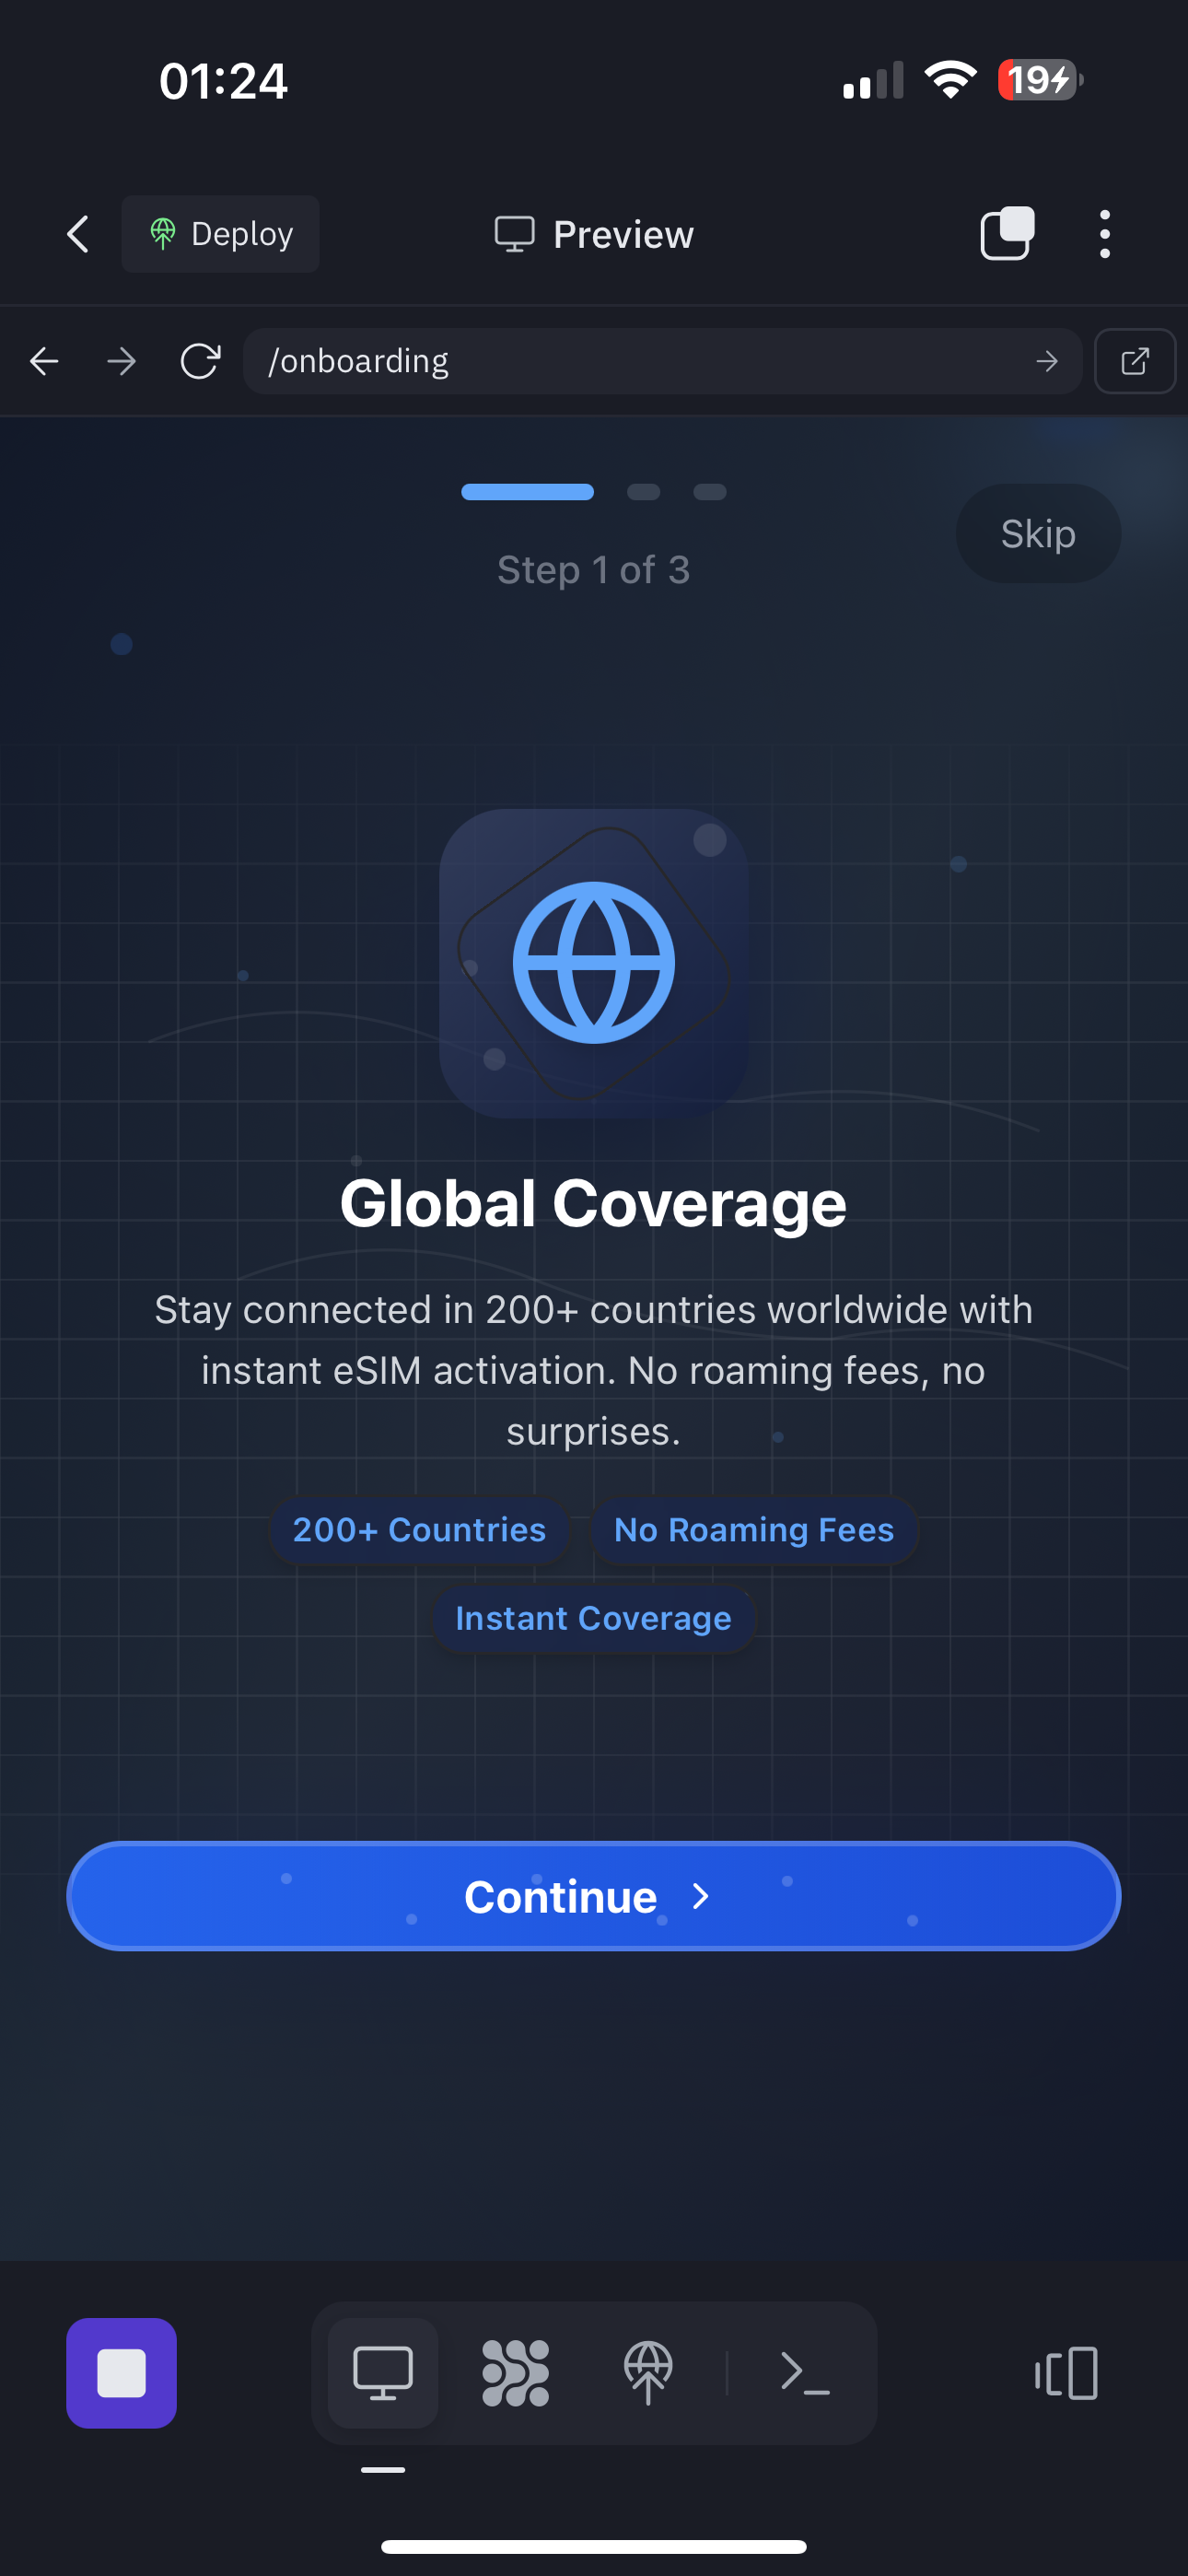 01:24
19
Deploy
Preview
/onboarding
Skip
Step 1 of 3
Global Coverage
Stay connected in 200+ countries worldwide with
instant eSIM activation. No roaming fees, no
surprises.
200+ Countries
No Roaming Fees
Instant Coverage
Continue